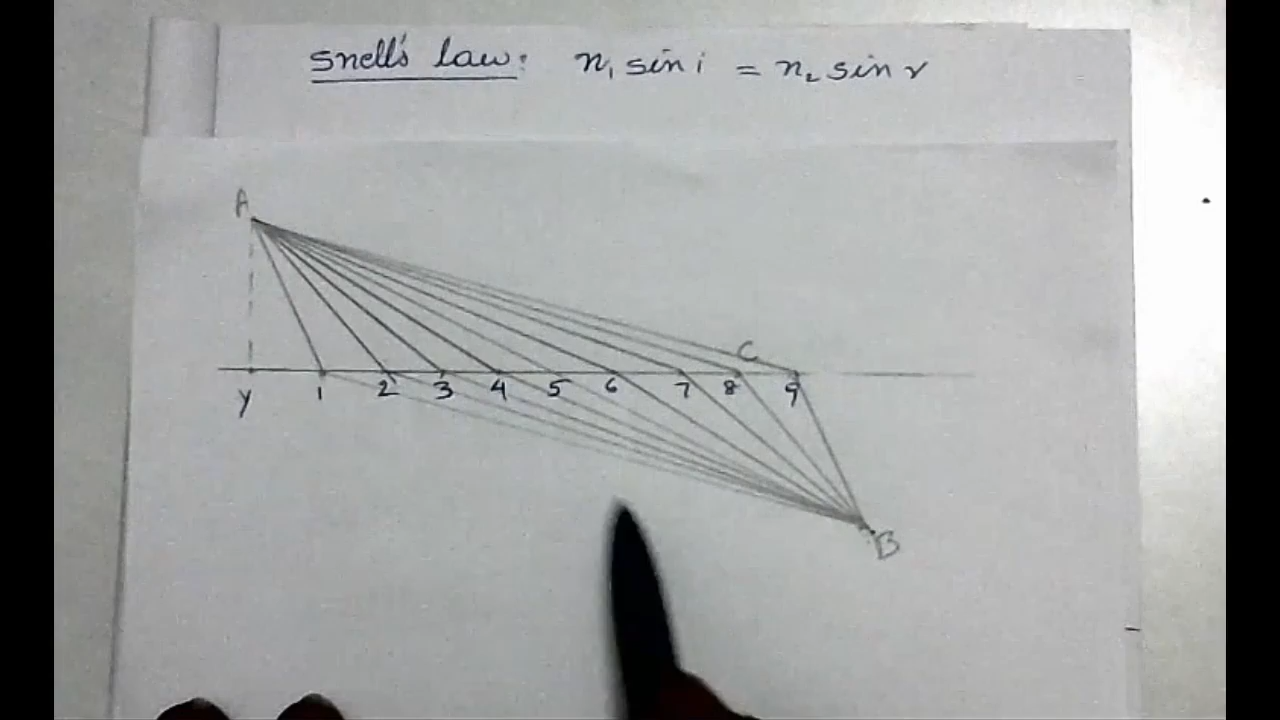 Snell's law: n₁ sin i = n₂ sin r
A
C
y 1 2 3 4 5 6 7 8 9
B